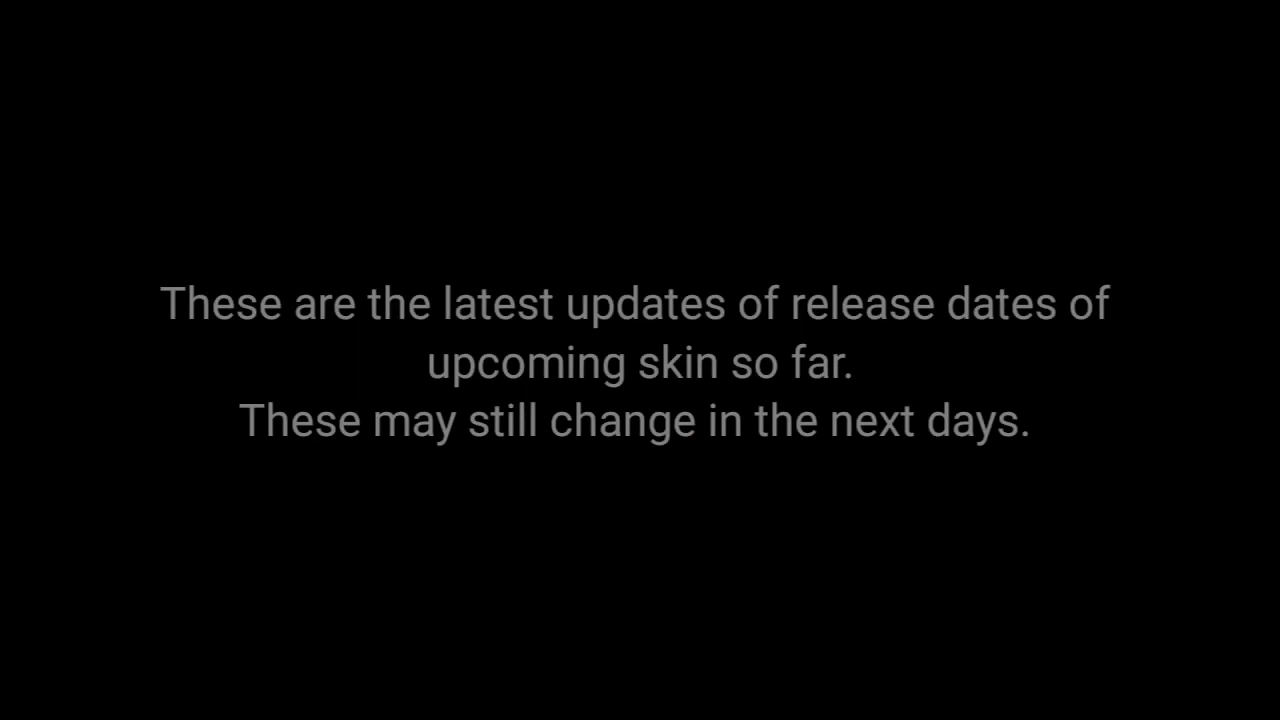 These are the latest updates of release dates of
upcoming skin so far.
These may still change in the next days.